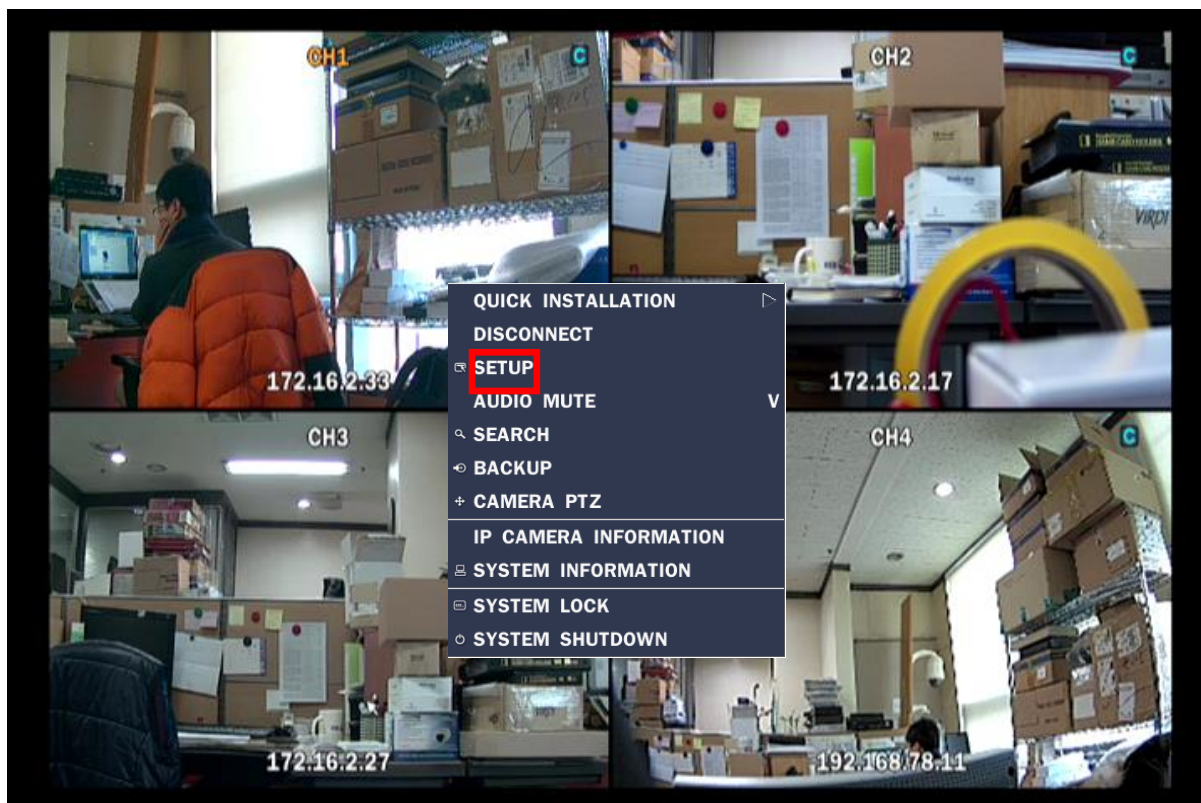 CH1
C
CH2
C
VIRDI
QUICK INSTALLATION
DISCONNECT
SETUP
172.16.2.33
172.16.2.17
AUDIO MUTE V
CH3
SEARCH
CH4
C
BACKUP
CAMERA PTZ
IP CAMERA INFORMATION
SYSTEM INFORMATION
SYSTEM LOCK
SYSTEM SHUTDOWN
172.16.2.27
192.168.78.11